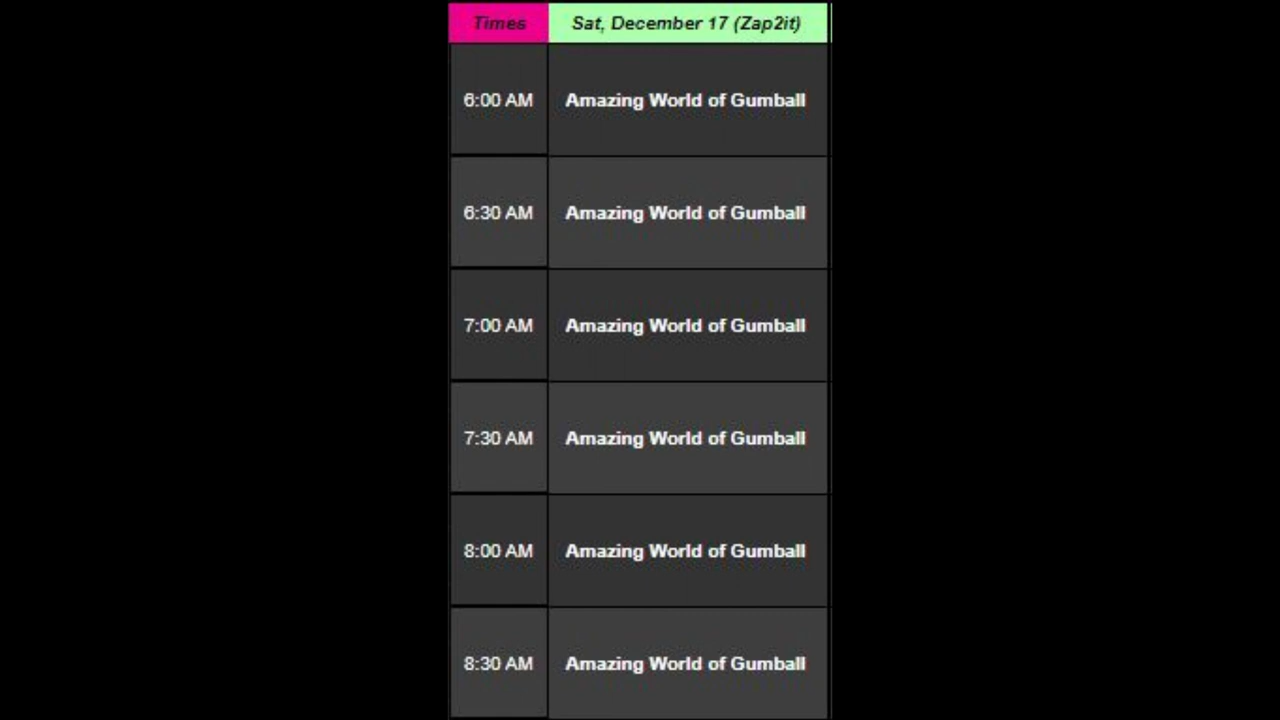 Times Sat, December 17 (Zap2it)
6:00 AM Amazing World of Gumball
6:30 AM Amazing World of Gumball
7:00 AM Amazing World of Gumball
7:30 AM Amazing World of Gumball
8:00 AM Amazing World of Gumball
8:30 AM Amazing World of Gumball